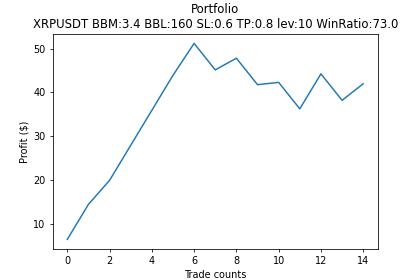 Portfolio
XRPUSDT BBM:3.4 BBL:160 SL:0.6 TP:0.8 lev:10 WinRatio:73.0
50
40
30
20
10
Profit ($)
0 2 4 6 8 10 12 14
Trade counts